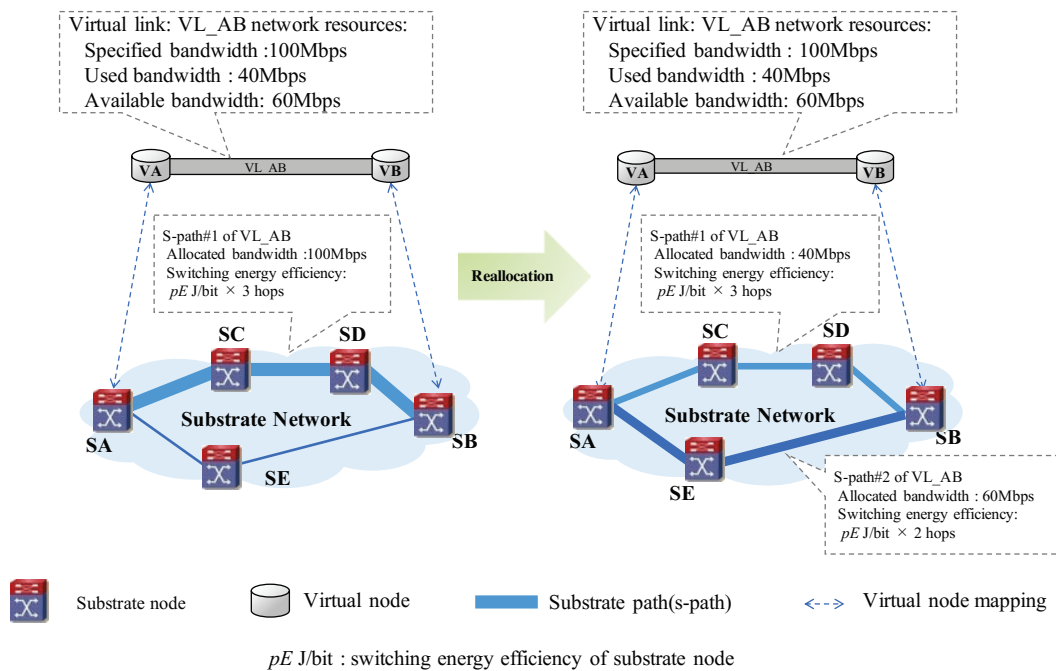 Virtual link: VL_AB network resources:
Specified bandwidth :100Mbps
Used bandwidth : 40Mbps
Available bandwidth: 60Mbps
VA
VL_AB
VB
S-path#1 of VL_AB
Allocated bandwidth :100Mbps
Switching energy efficiency:
pE J/bit × 3 hops
SC
SD
SA
Substrate Network
SB
SE
Reallocation
Virtual link: VL_AB network resources:
Specified bandwidth : 100Mbps
Used bandwidth : 40Mbps
Available bandwidth: 60Mbps
VA
VL_AB
VB
S-path#1 of VL_AB
Allocated bandwidth : 40Mbps
Switching energy efficiency:
pE J/bit × 3 hops
SC
SD
SA
Substrate Network
SB
SE
S-path#2 of VL_AB
Allocated bandwidth : 60Mbps
Switching energy efficiency:
pE J/bit × 2 hops
Substrate node
Virtual node
Substrate path(s-path)
Virtual node mapping
pE J/bit : switching energy efficiency of substrate node